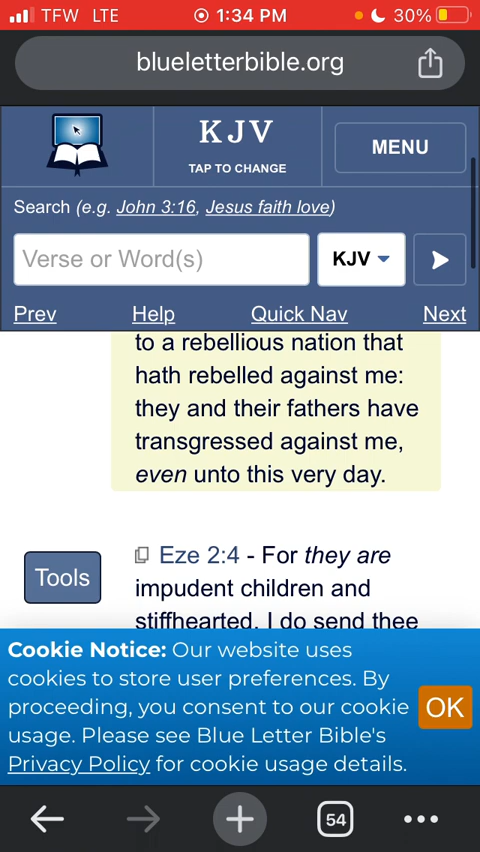 TFW LTE 1:34 PM 30%
blueletterbible.org
KJV
TAP TO CHANGE
MENU
Search (e.g. John 3:16, Jesus faith love)
Verse or Word(s) KJV
Prev Help Quick Nav Next
to a rebellious nation that
hath rebelled against me:
they and their fathers have
transgressed against me,
even unto this very day.
Tools
Eze 2:4 - For they are
impudent children and
stiffhearted. I do send thee
Cookie Notice: Our website uses
cookies to store user preferences. By
proceeding, you consent to our cookie
usage. Please see Blue Letter Bible's
Privacy Policy for cookie usage details.
OK
54